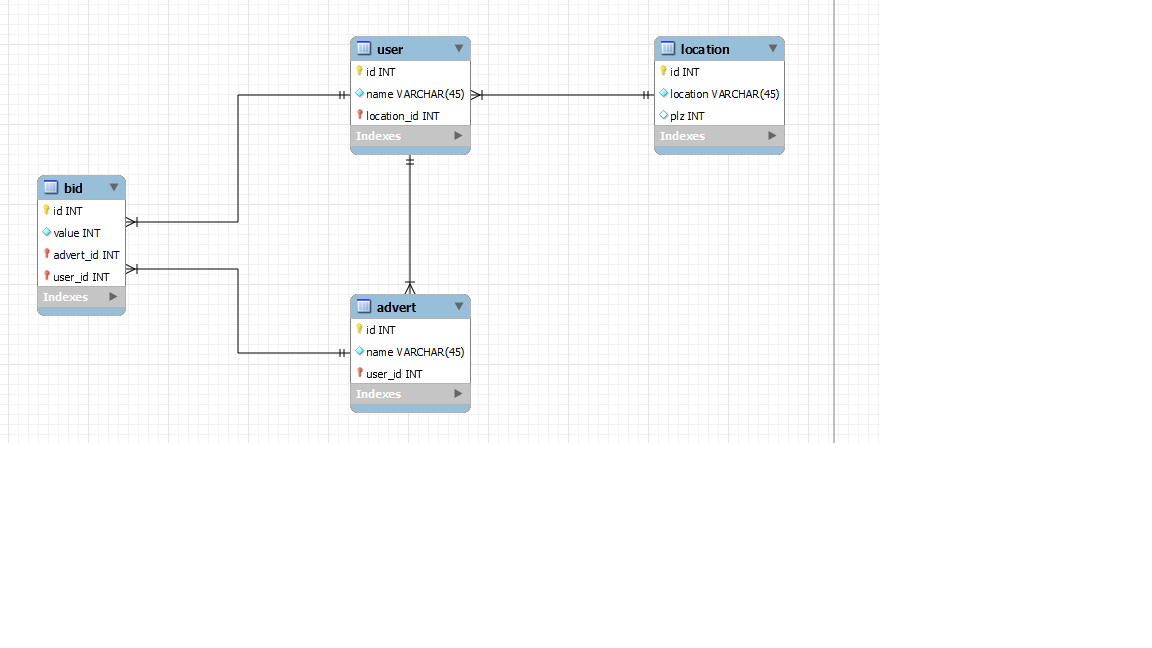 user
id INT
name VARCHAR(45)
location_id INT
Indexes
location
id INT
location VARCHAR(45)
plz INT
Indexes
bid
id INT
value INT
advert_id INT
user_id INT
Indexes
advert
id INT
name VARCHAR(45)
user_id INT
Indexes